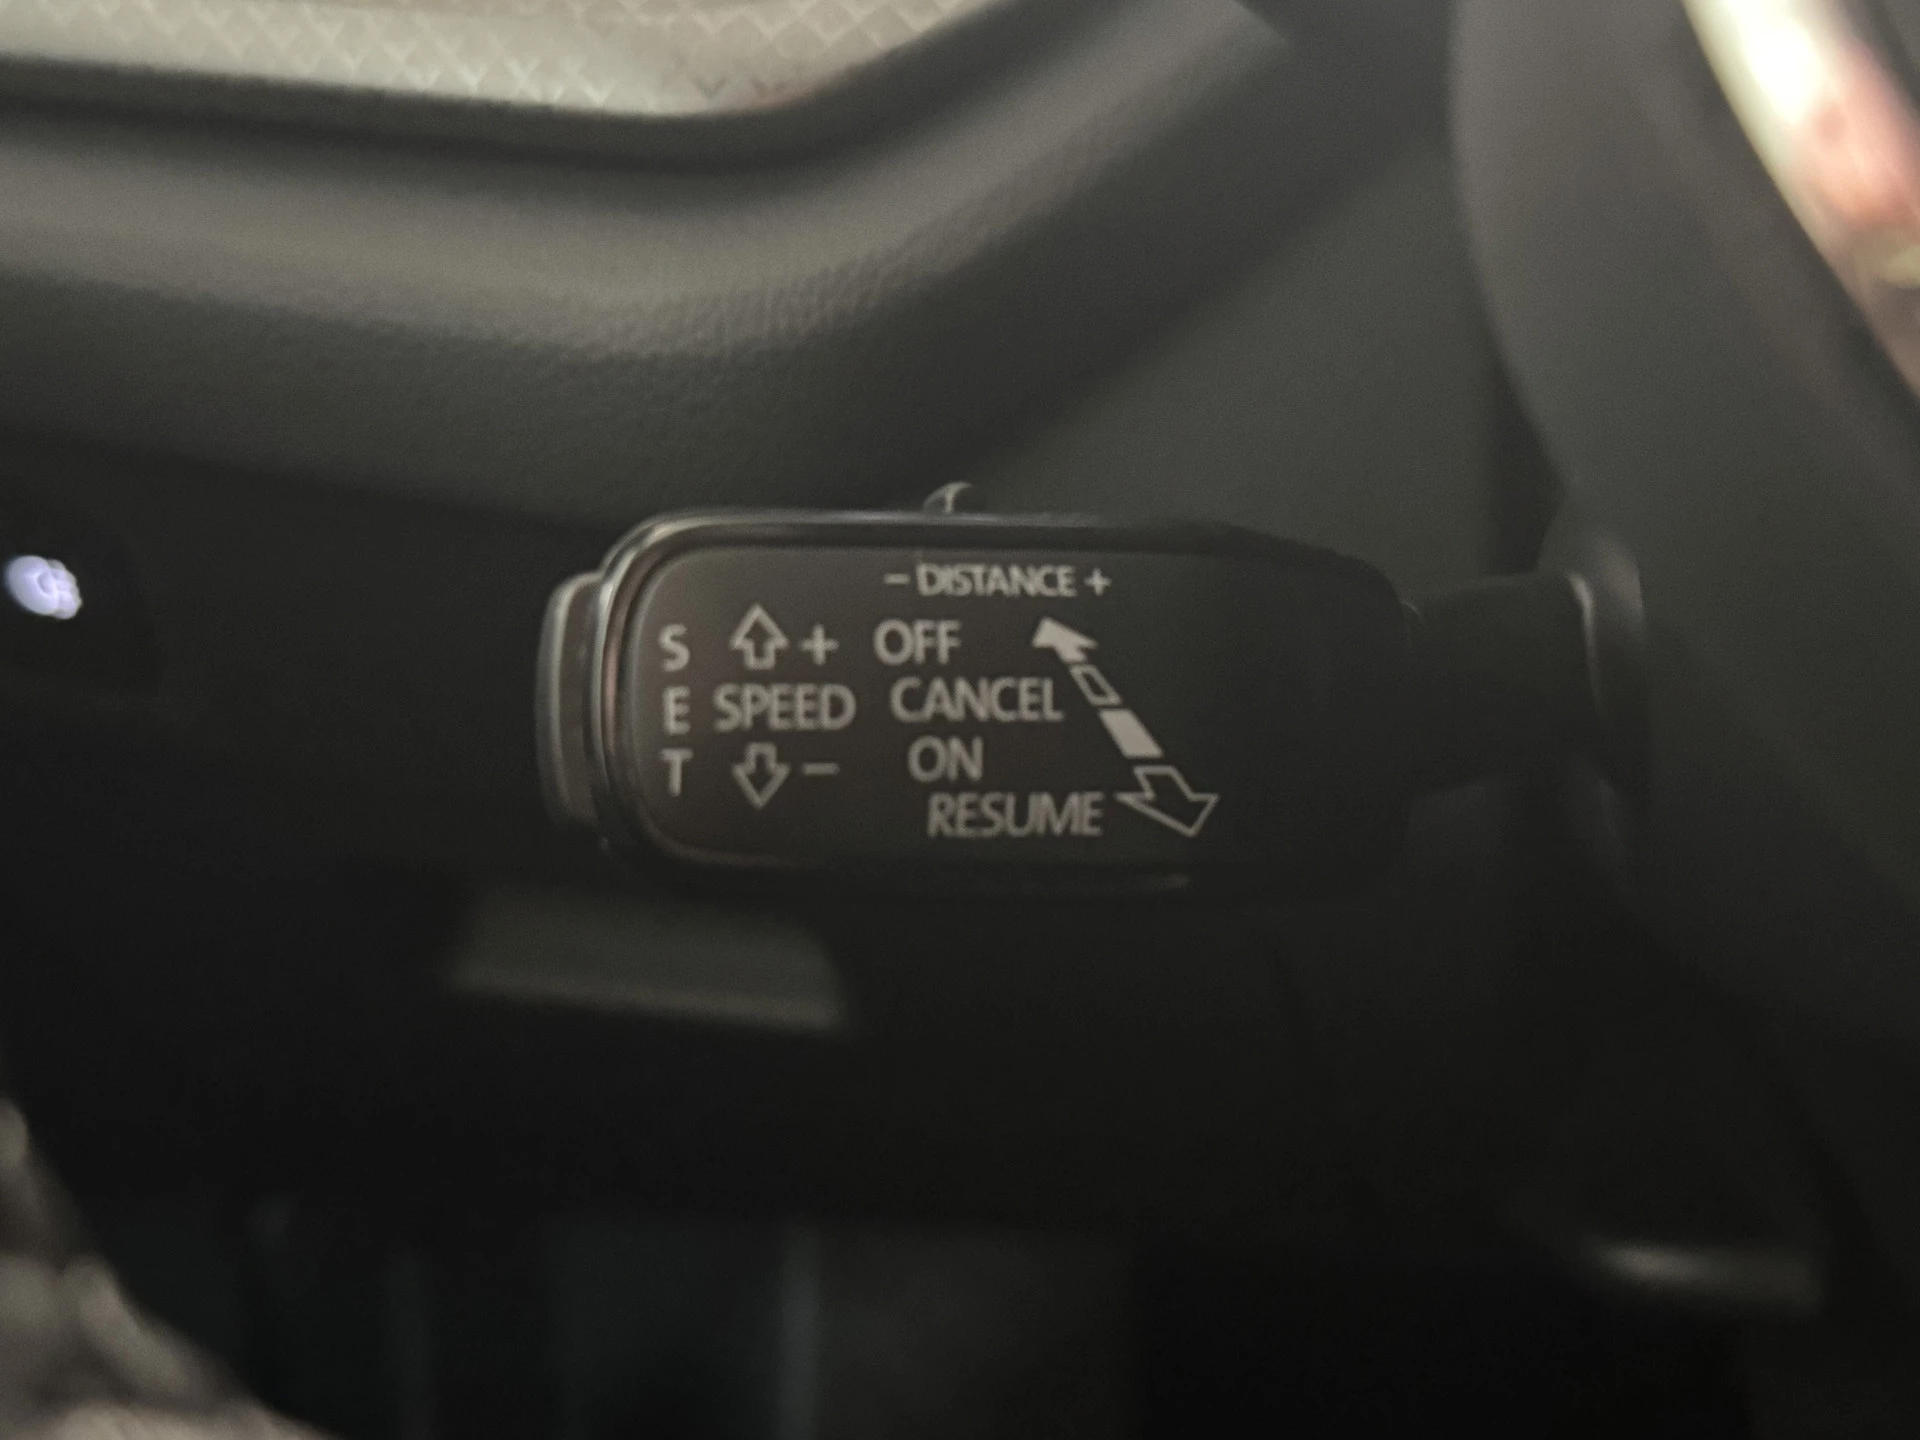 – DISTANCE +
S + OFF
E SPEED CANCEL
T – ON
RESUME